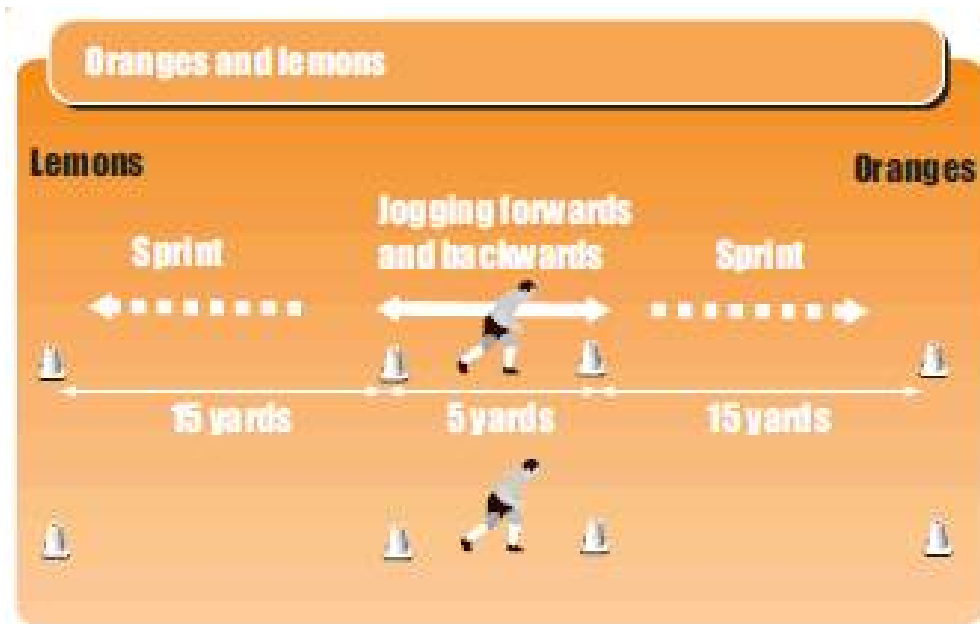 Oranges and lemons
Lemons
Oranges
Jogging forwards
and backwards
Sprint
Sprint
15 yards
5 yards
15 yards